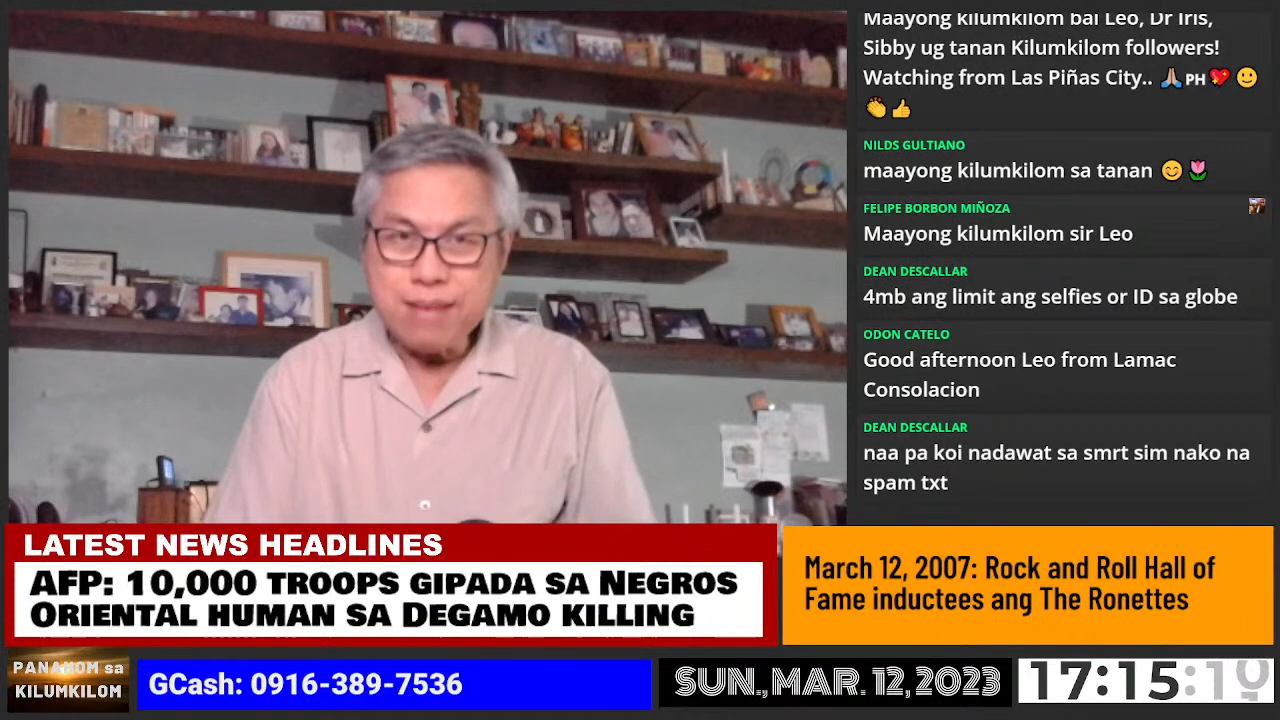 Maayong kilumkilom bai Leo, Dr Iris,
Sibby ug tanan Kilumkilom followers!
Watching from Las Piñas City.. 🙏🏼 PH 💖 🙂
👏 👍
NILDS GULTIANO
maayong kilumkilom sa tanan 😊 🌷
FELIPE BORBON MIÑOZA
Maayong kilumkilom sir Leo
DEAN DESCALLAR
4mb ang limit ang selfies or ID sa globe
ODON CATELO
Good afternoon Leo from Lamac
Consolacion
DEAN DESCALLAR
naa pa koi nadawat sa smrt sim nako na
spam txt
LATEST NEWS HEADLINES
AFP: 10,000 TROOPS GIPADA SA NEGROS
ORIENTAL HUMAN SA DEGAMO KILLING
March 12, 2007: Rock and Roll Hall of
Fame inductees ang The Ronettes
PANAHOM sa
KILUMKILOM
GCash: 0916-389-7536
SUN., MAR. 12, 2023
17:15:19